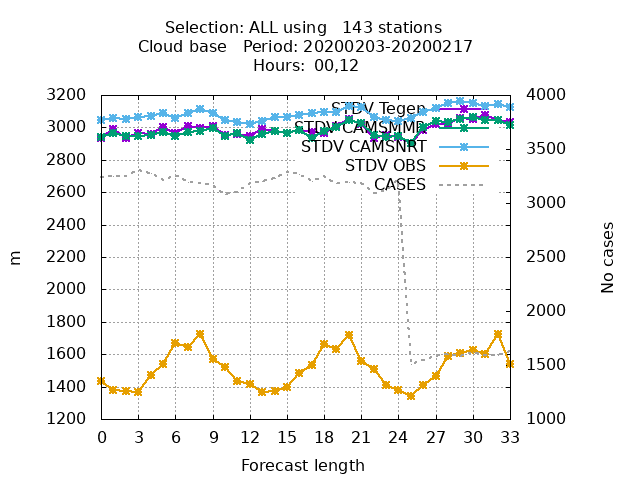 Selection: ALL using   143 stations
Cloud base   Period: 20200203-20200217
Hours:  00,12
3200
3000
2800
2600
2400
2200
2000
1800
1600
1400
1200
m
4000
3500
3000
2500
2000
1500
1000
No cases
STDV Tegen
STDV CAMSMMR
STDV CAMSNRT
STDV OBS
CASES
0 3 6 9 12 15 18 21 24 27 30 33
Forecast length